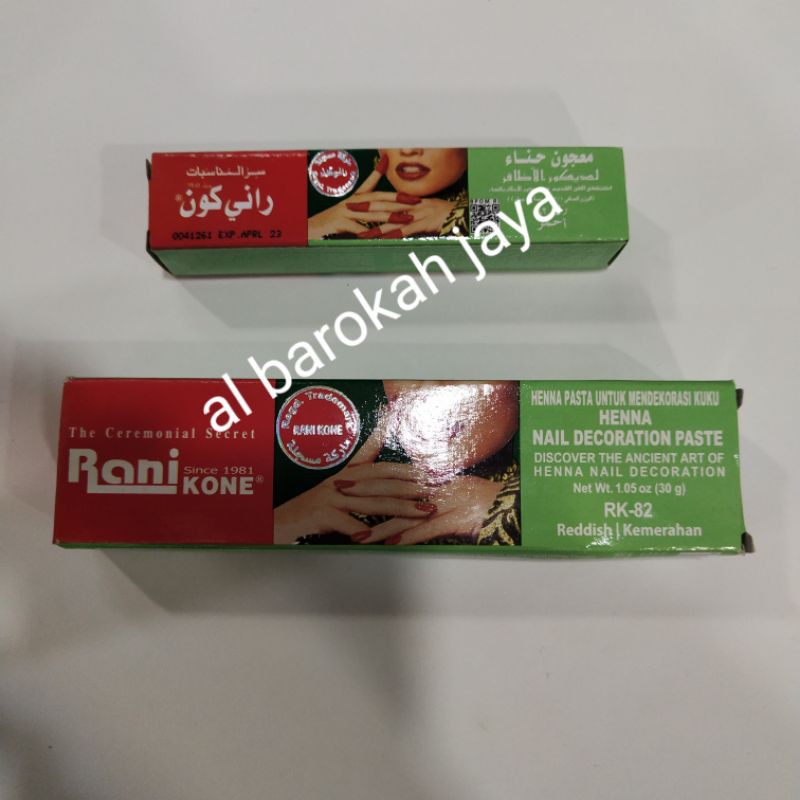 سر المناسبات
راني كون®
0041261 EXP.APRL 23
معجون حناء
لديكور الأظافر
أحمر
al barokah jaya
The Ceremonial Secret
Rani
Since 1981
KONE®
Regd. Trademark
RANI KONE
ماركة مسجلة
HENNA PASTA UNTUK MENDEKORASI KUKU
HENNA
NAIL DECORATION PASTE
DISCOVER THE ANCIENT ART OF
HENNA NAIL DECORATION
Net Wt. 1.05 oz (30 g)
RK-82
Reddish | Kemerahan